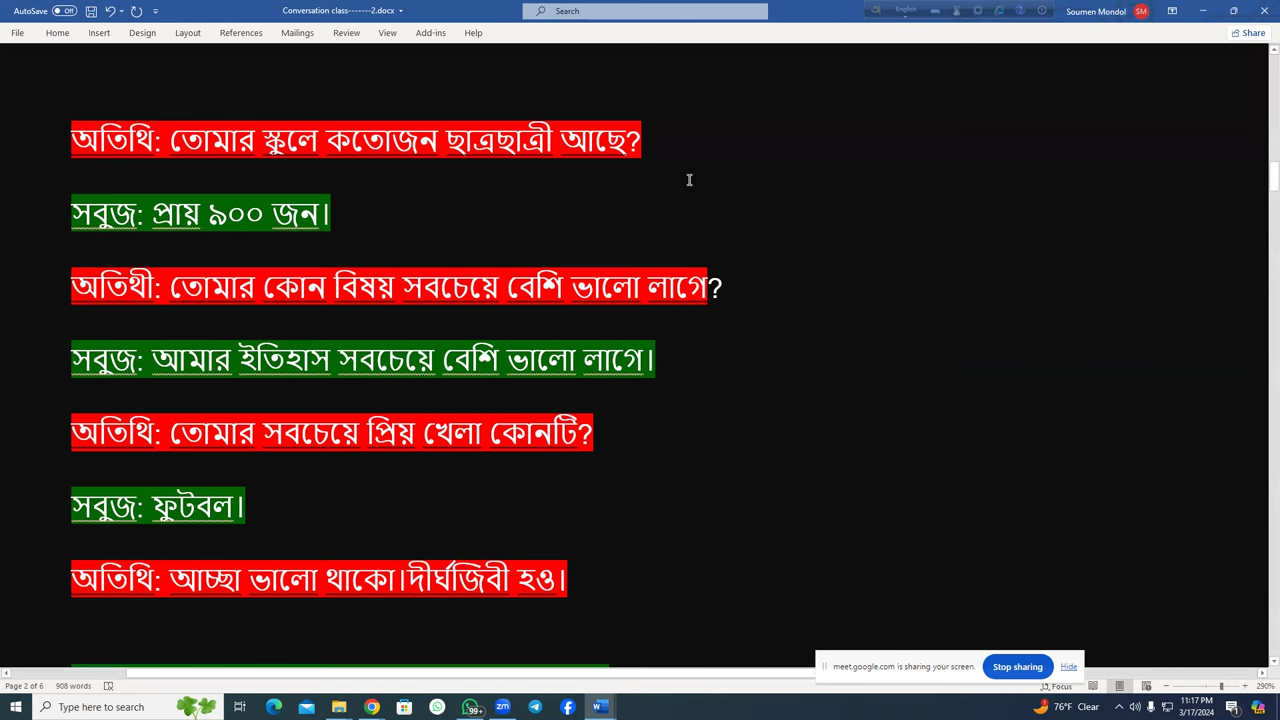 AutoSave Off Conversation class-------2.docx Search English Soumen Mondol SM
File Home Insert Design Layout References Mailings Review View Add-ins Help Share
অতিথি: তোমার স্কুলে কতোজন ছাত্রছাত্রী আছে?
সবুজ: প্রায় ৯০০ জন।
অতিথী: তোমার কোন বিষয় সবচেয়ে বেশি ভালো লাগে?
সবুজ: আমার ইতিহাস সবচেয়ে বেশি ভালো লাগে।
অতিথি: তোমার সবচেয়ে প্রিয় খেলা কোনটি?
সবুজ: ফুটবল।
অতিথি: আচ্ছা ভালো থাকো।দীর্ঘজিবী হও।
meet.google.com is sharing your screen. Stop sharing Hide
Page 2 of 6 908 words Focus 290%
Type here to search 99+ 76°F Clear 11:17 PM
3/17/2024